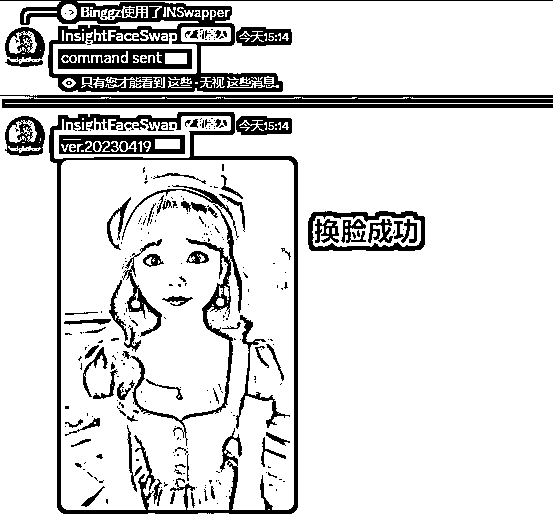 Binggz使用了INSwapper
InsightFaceSwap ✓机器人 今天15:14
command sent
只有您才能看到 这些 · 无视 这些消息。
InsightFaceSwap ✓机器人 今天15:14
ver.20230419
换脸成功